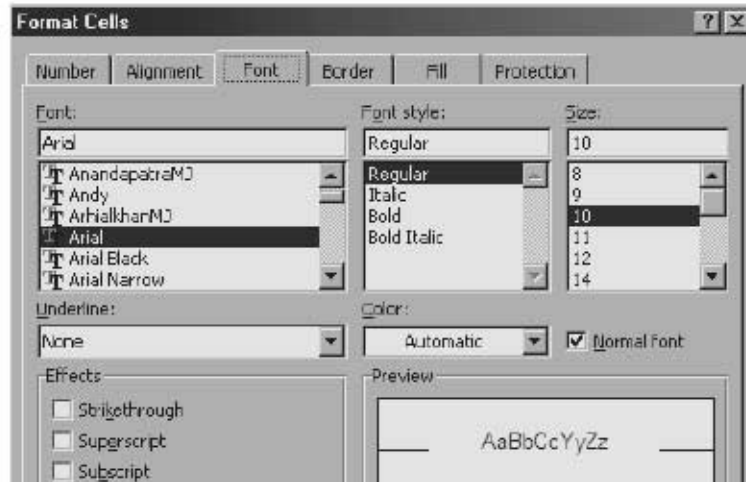 Format Cells
Number Alignment Font Border Fill Protection
Font: Font style: Size:
Arial Regular 10
AnandapatraMJ Regular 8
Andy Italic 9
ArhialkhanMJ Bold 10
Arial Bold Italic 11
Arial Black 12
Arial Narrow 14
Underline: Color:
None Automatic Normal font
Effects Preview
Strikethrough
Superscript AaBbCcYyZz
Subscript